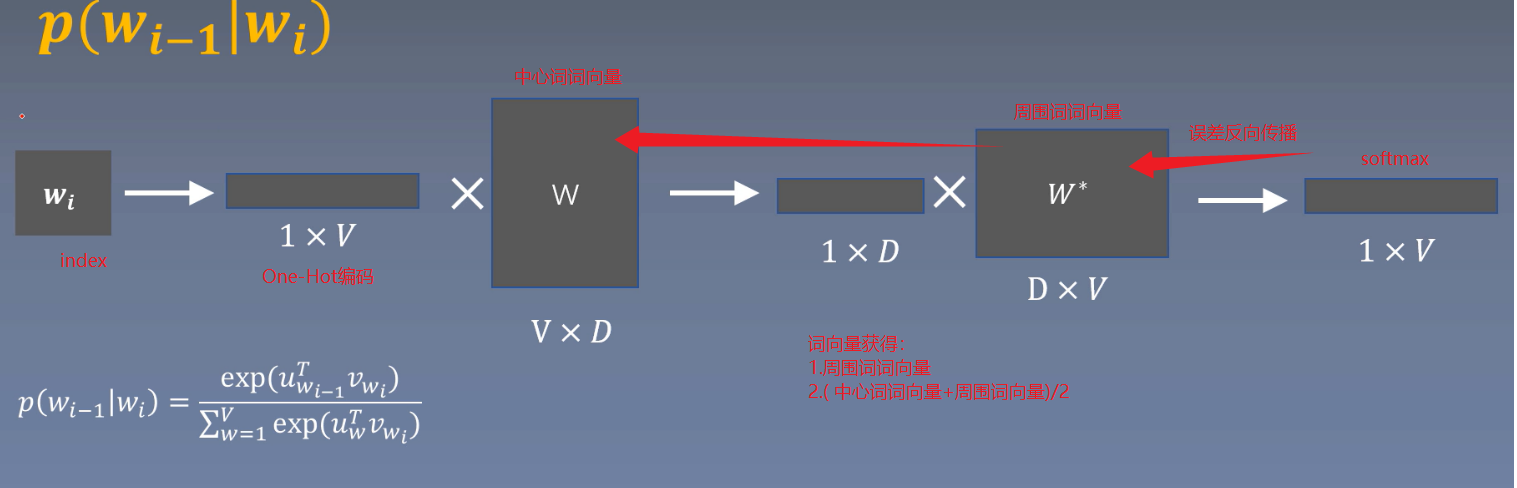 p(w_{i-1}|w_i)
中心词词向量
周围词词向量
误差反向传播
softmax
w_i
×
W
×
W*
1 × V
1 × D
1 × V
index
One-Hot编码
D × V
V × D
词向量获得：
1.周围词词向量
2.( 中心词词向量+周围词向量)/2
p(w_{i-1}|w_i) = exp(u^T_{w_{i-1}} v_{w_i}) / ∑^V_{w=1} exp(u^T_w v_{w_i})